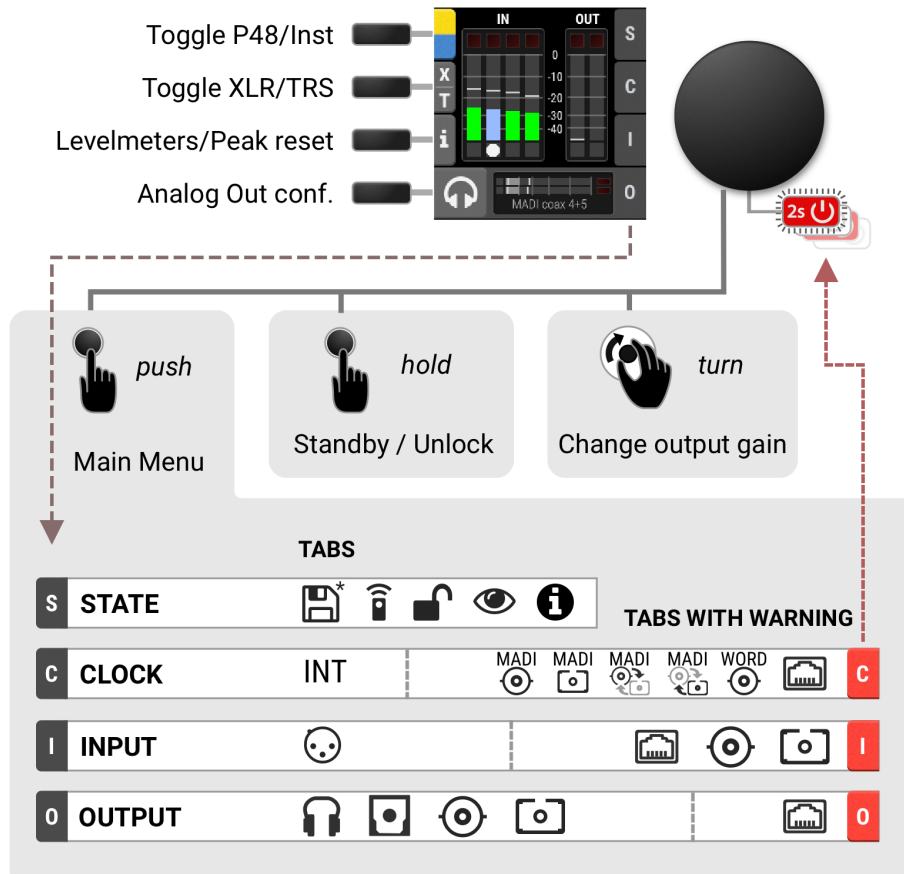 Toggle P48/Inst
Toggle XLR/TRS
Levelmeters/Peak reset
Analog Out conf.
IN OUT
S
X
T
C
i
I
O
0
-10
-20
-30
-40
MADI coax 4+5
2s
push
Main Menu
hold
Standby / Unlock
turn
Change output gain
TABS
S STATE *
TABS WITH WARNING
C CLOCK INT MADI MADI MADI MADI WORD C
I INPUT I
O OUTPUT O